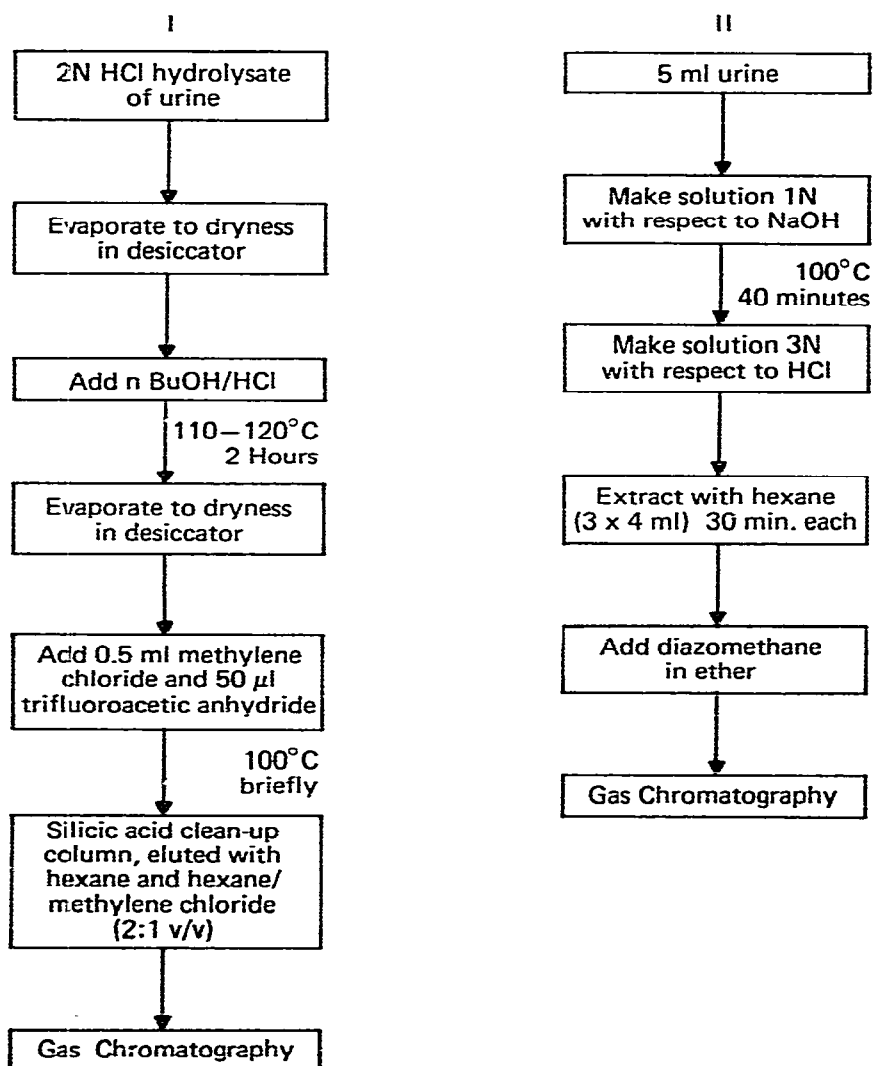 I
2N HCl hydrolysate
of urine
Evaporate to dryness
in desiccator
Add n BuOH/HCl
110–120°C
2 Hours
Evaporate to dryness
in desiccator
Add 0.5 ml methylene
chloride and 50 μl
trifluoroacetic anhydride
100°C
briefly
Silicic acid clean-up
column, eluted with
hexane and hexane/
methylene chloride
(2:1 v/v)
Gas Chromatography
II
5 ml urine
Make solution 1N
with respect to NaOH
100°C
40 minutes
Make solution 3N
with respect to HCl
Extract with hexane
(3 x 4 ml) 30 min. each
Add diazomethane
in ether
Gas Chromatography